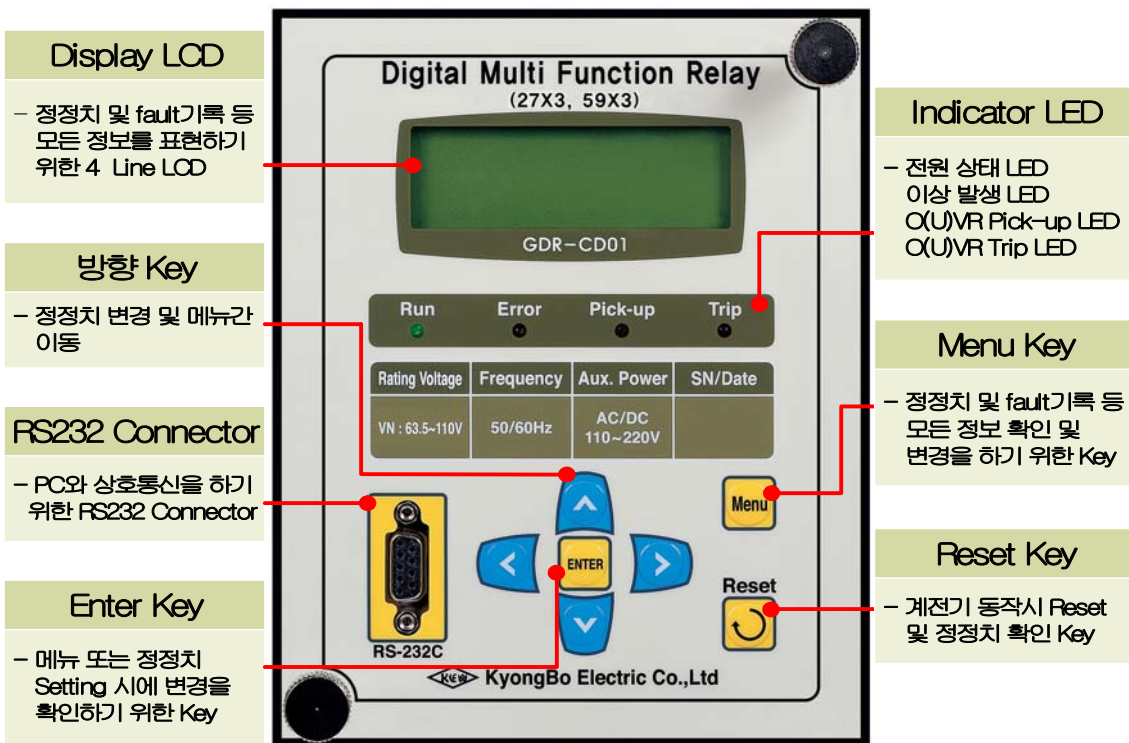 Display LCD
- 정정치 및 fault기록 등
모든 정보를 표현하기
위한 4 Line LCD
방향 Key
- 정정치 변경 및 메뉴간
이동
RS232 Connector
- PC와 상호통신을 하기
위한 RS232 Connector
Enter Key
- 메뉴 또는 정정치
Setting 시에 변경을
확인하기 위한 Key
Digital Multi Function Relay
(27X3, 59X3)
GDR-CD01
Run Error Pick-up Trip
Rating Voltage Frequency Aux. Power SN/Date
VN : 63.5~110V 50/60Hz AC/DC
110~220V
Menu
ENTER
Reset
RS-232C
KEW KyongBo Electric Co.,Ltd
Indicator LED
- 전원 상태 LED
이상 발생 LED
O(U)VR Pick-up LED
O(U)VR Trip LED
Menu Key
- 정정치 및 fault기록 등
모든 정보 확인 및
변경을 하기 위한 Key
Reset Key
- 계전기 동작시 Reset
및 정정치 확인 Key